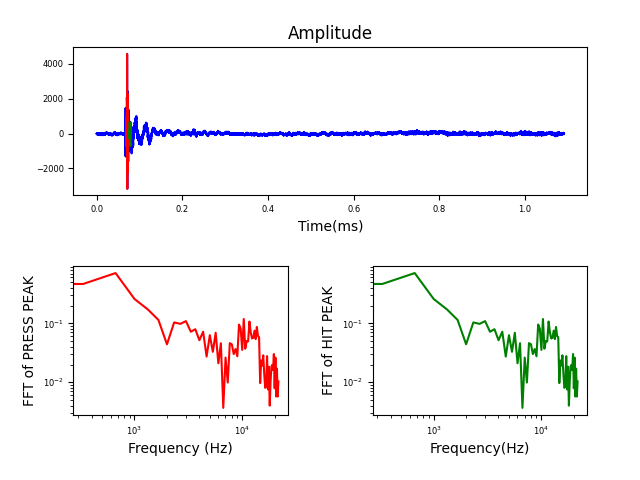 Amplitude
4000
2000
0
−2000
0.0 0.2 0.4 0.6 0.8 1.0
Time(ms)
FFT of PRESS PEAK
10⁻¹
10⁻²
10³ 10⁴
Frequency (Hz)
FFT of HIT PEAK
10⁻¹
10⁻²
10³ 10⁴
Frequency(Hz)